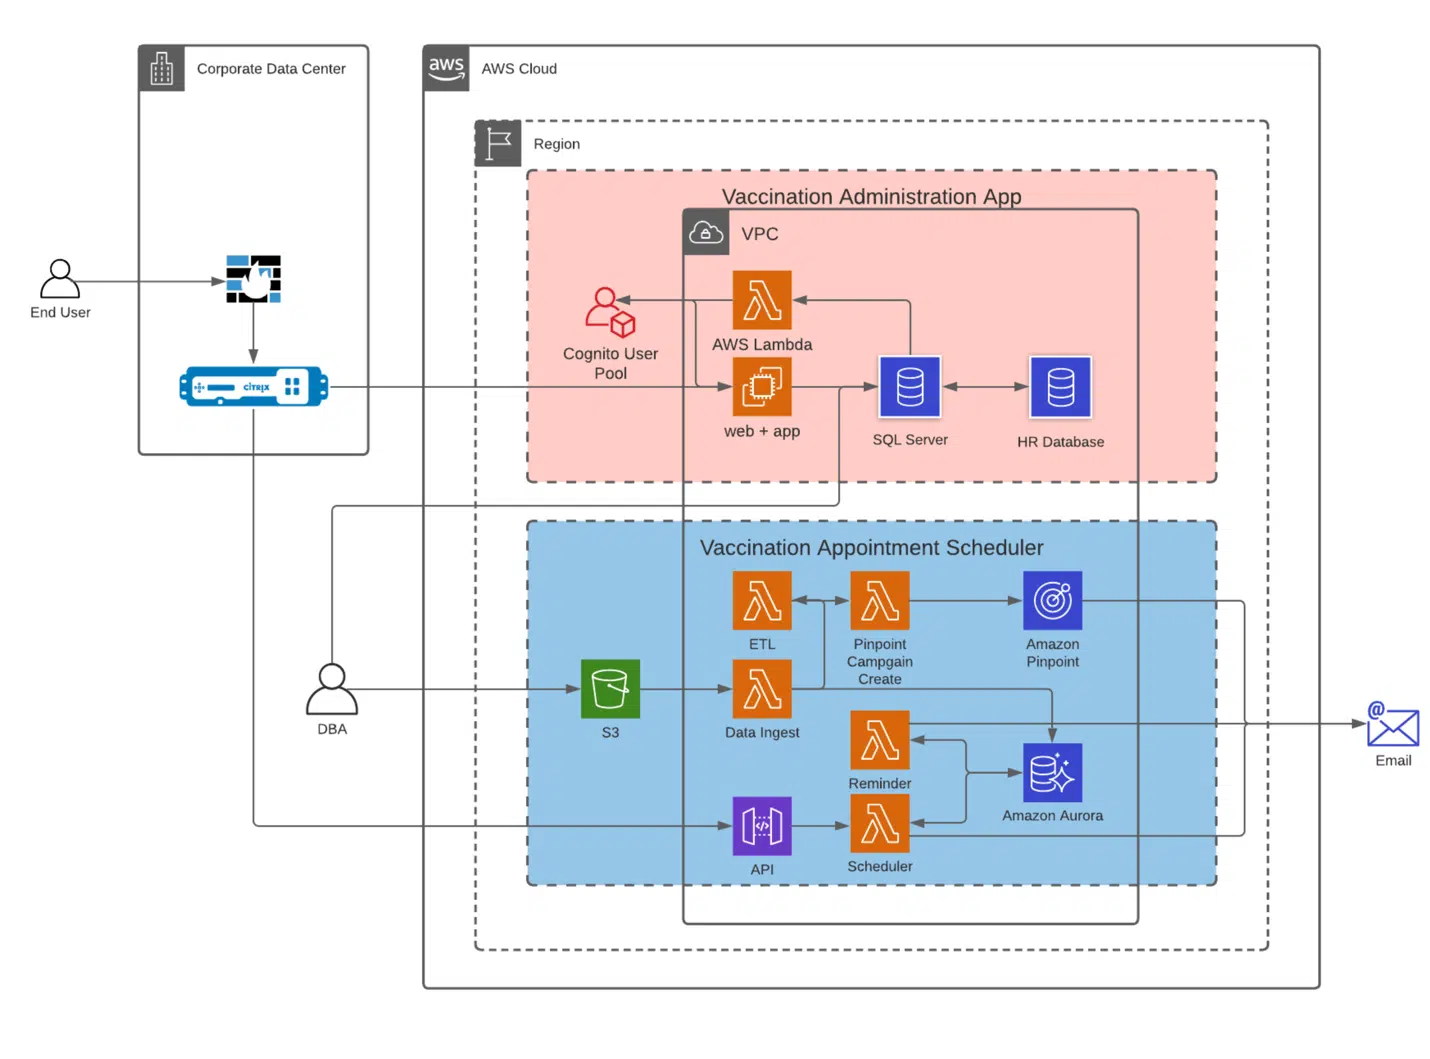 Corporate Data Center
aws
AWS Cloud
Region
Vaccination Administration App
VPC
End User
Cognito User
Pool
AWS Lambda
citrix
web + app
SQL Server
HR Database
Vaccination Appointment Scheduler
ETL
Pinpoint
Campgain
Create
Amazon
Pinpoint
DBA
S3
Data Ingest
Reminder
@
Email
Amazon Aurora
</>
API
Scheduler